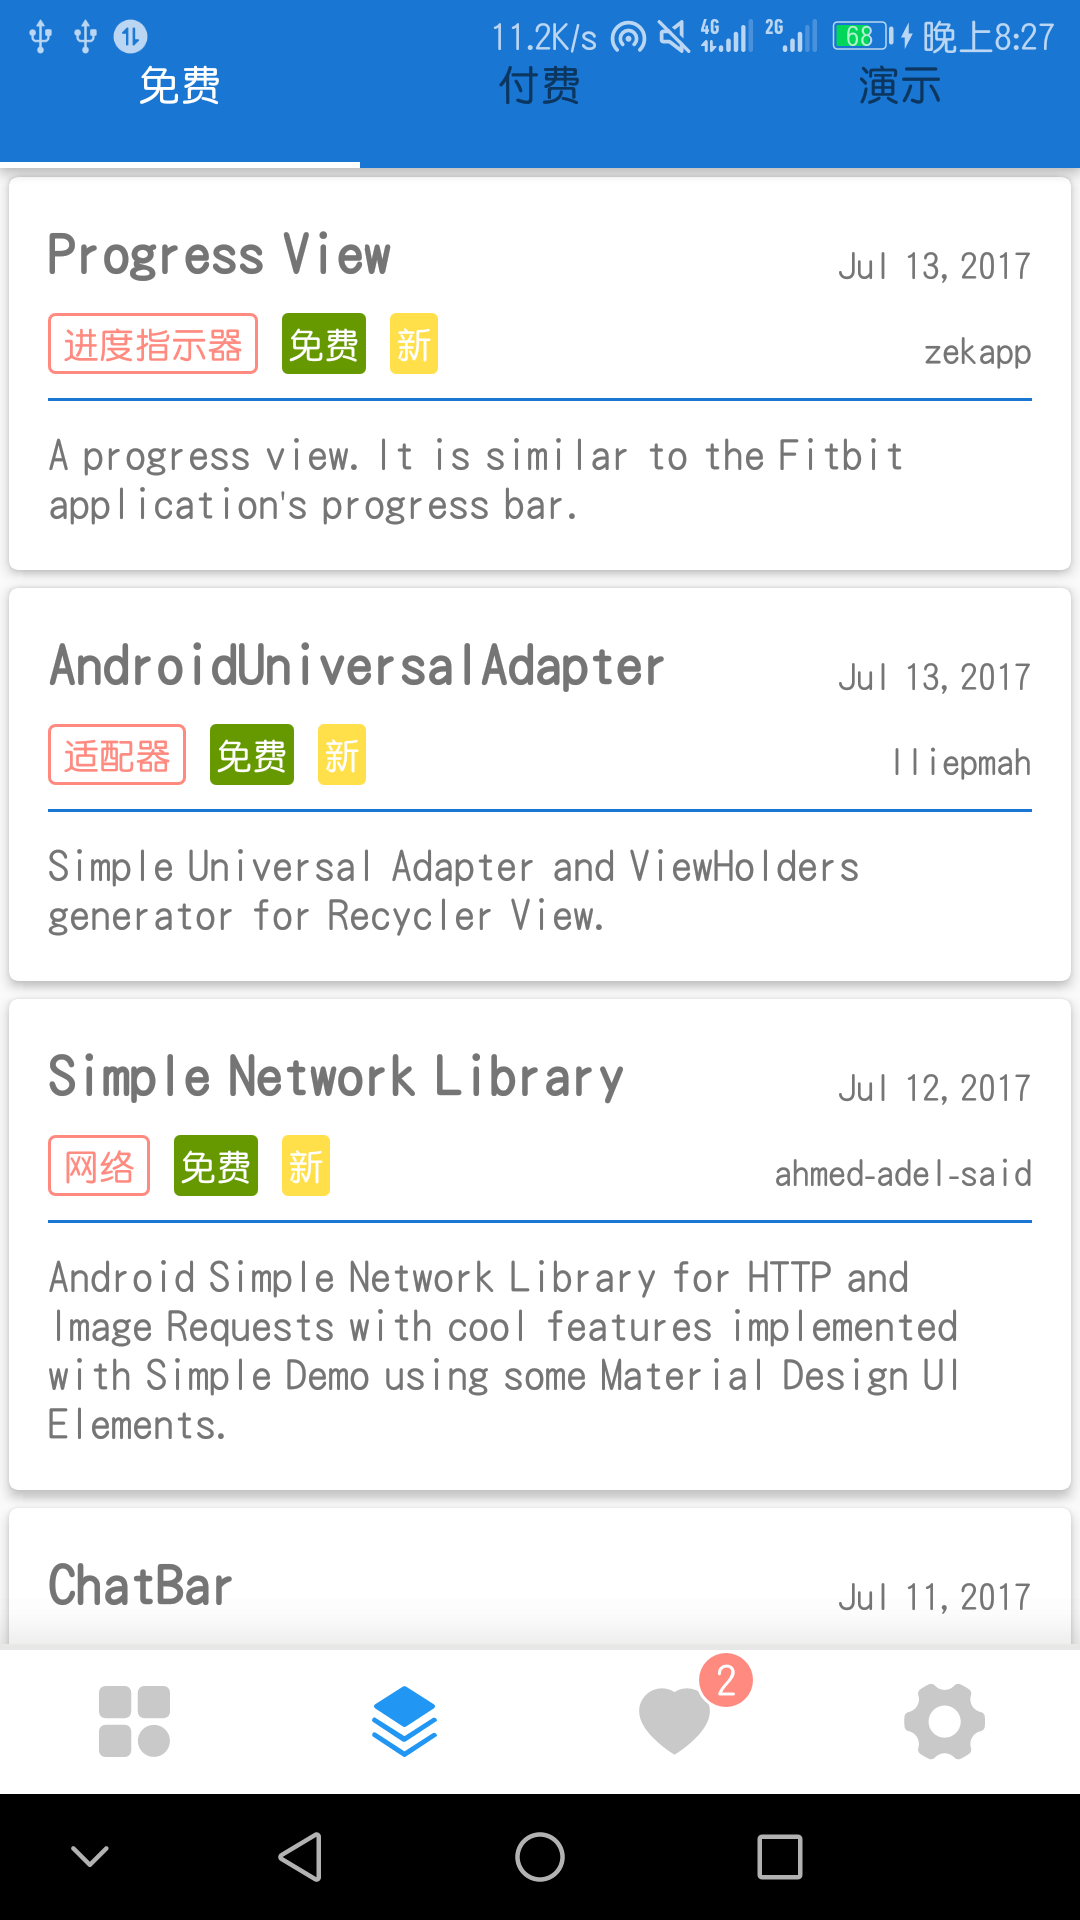 11.2K/s 4G 2G 68 晚上8:27
免费 付费 演示
Progress View Jul 13, 2017
进度指示器 免费 新 zekapp
A progress view. It is similar to the Fitbit
application's progress bar.
AndroidUniversalAdapter Jul 13, 2017
适配器 免费 新 lliepmah
Simple Universal Adapter and ViewHolders
generator for Recycler View.
Simple Network Library Jul 12, 2017
网络 免费 新 ahmed-adel-said
Android Simple Network Library for HTTP and
Image Requests with cool features implemented
with Simple Demo using some Material Design UI
Elements.
ChatBar Jul 11, 2017
2